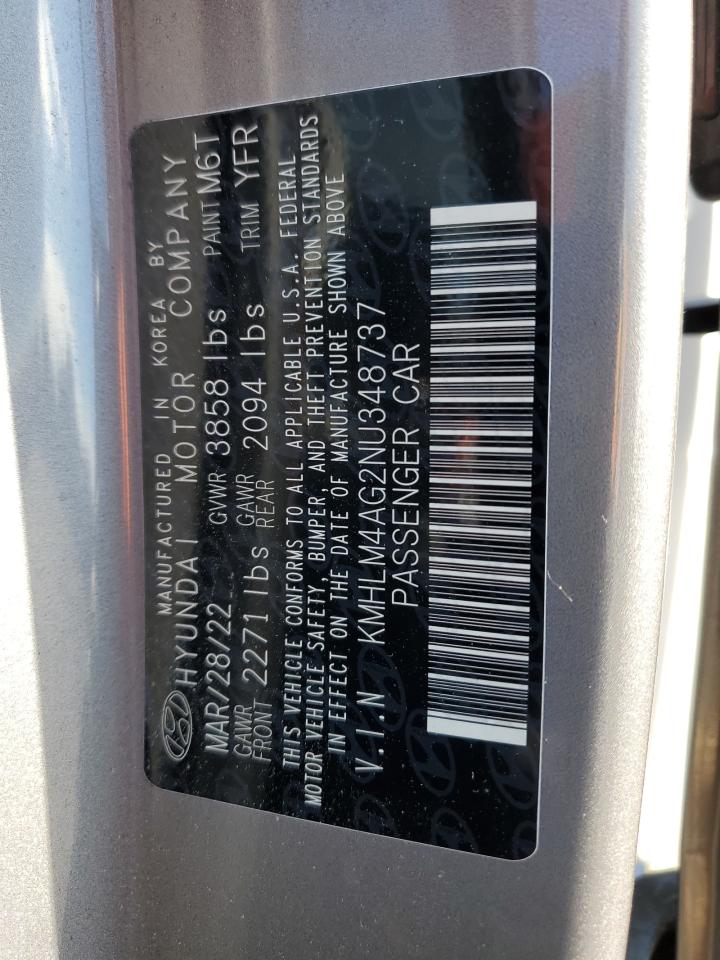 MANUFACTURED IN KOREA BY
HYUNDAI MOTOR COMPANY
MAR/28/22 GVWR 3858 lbs PAINT M6T
GAWR FRONT 2271 lbs GAWR REAR 2094 lbs TRIM YFR
THIS VEHICLE CONFORMS TO ALL APPLICABLE U.S.A. FEDERAL
MOTOR VEHICLE SAFETY, BUMPER, AND THEFT PREVENTION STANDARDS
IN EFFECT ON THE DATE OF MANUFACTURE SHOWN ABOVE
V.I.N KMHLM4AG2NU348737
PASSENGER CAR